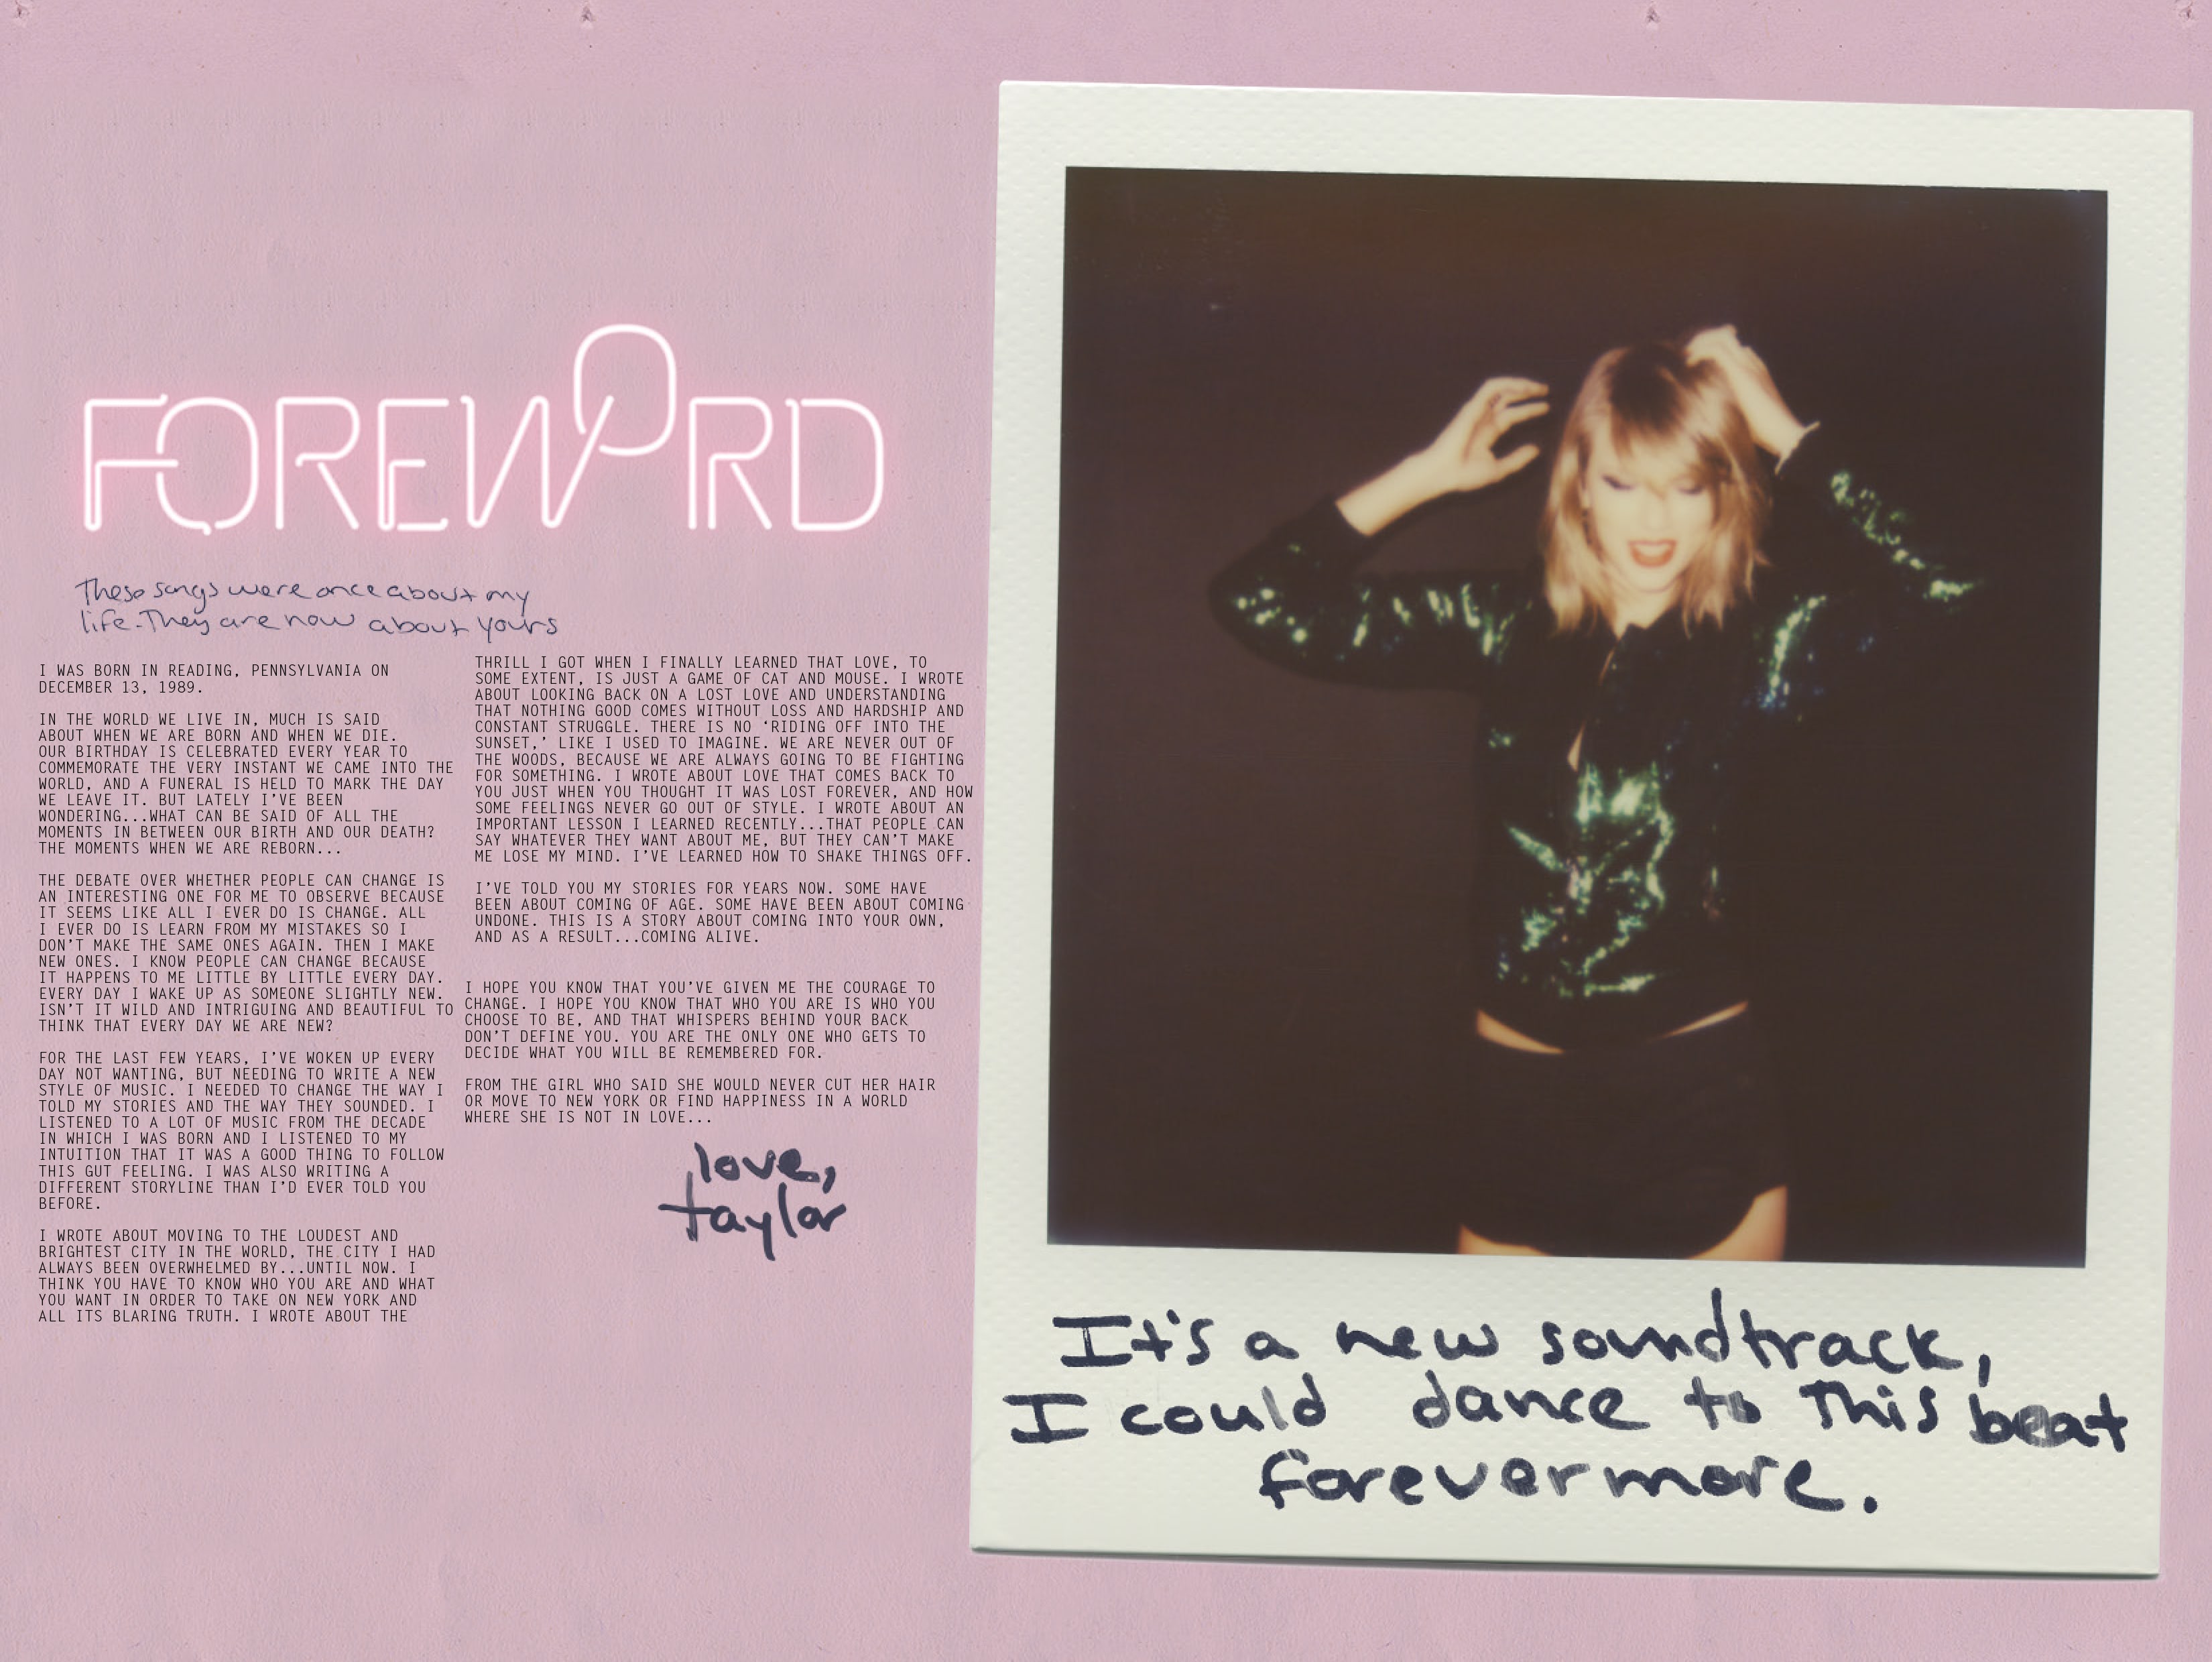 FOREWORD
These songs were once about my
life. They are now about yours
I WAS BORN IN READING, PENNSYLVANIA ON
DECEMBER 13, 1989.
IN THE WORLD WE LIVE IN, MUCH IS SAID
ABOUT WHEN WE ARE BORN AND WHEN WE DIE.
OUR BIRTHDAY IS CELEBRATED EVERY YEAR TO
COMMEMORATE THE VERY INSTANT WE CAME INTO THE
WORLD, AND A FUNERAL IS HELD TO MARK THE DAY
WE LEAVE IT. BUT LATELY I'VE BEEN
WONDERING...WHAT CAN BE SAID OF ALL THE
MOMENTS IN BETWEEN OUR BIRTH AND OUR DEATH?
THE MOMENTS WHEN WE ARE REBORN...
THE DEBATE OVER WHETHER PEOPLE CAN CHANGE IS
AN INTERESTING ONE FOR ME TO OBSERVE BECAUSE
IT SEEMS LIKE ALL I EVER DO IS CHANGE. ALL
I EVER DO IS LEARN FROM MY MISTAKES SO I
DON'T MAKE THE SAME ONES AGAIN. THEN I MAKE
NEW ONES. I KNOW PEOPLE CAN CHANGE BECAUSE
IT HAPPENS TO ME LITTLE BY LITTLE EVERY DAY.
EVERY DAY I WAKE UP AS SOMEONE SLIGHTLY NEW.
ISN'T IT WILD AND INTRIGUING AND BEAUTIFUL TO
THINK THAT EVERY DAY WE ARE NEW?
FOR THE LAST FEW YEARS, I'VE WOKEN UP EVERY
DAY NOT WANTING, BUT NEEDING TO WRITE A NEW
STYLE OF MUSIC. I NEEDED TO CHANGE THE WAY I
TOLD MY STORIES AND THE WAY THEY SOUNDED. I
LISTENED TO A LOT OF MUSIC FROM THE DECADE
IN WHICH I WAS BORN AND I LISTENED TO MY
INTUITION THAT IT WAS A GOOD THING TO FOLLOW
THIS GUT FEELING. I WAS ALSO WRITING A
DIFFERENT STORYLINE THAN I'D EVER TOLD YOU
BEFORE.
I WROTE ABOUT MOVING TO THE LOUDEST AND
BRIGHTEST CITY IN THE WORLD, THE CITY I HAD
ALWAYS BEEN OVERWHELMED BY...UNTIL NOW. I
THINK YOU HAVE TO KNOW WHO YOU ARE AND WHAT
YOU WANT IN ORDER TO TAKE ON NEW YORK AND
ALL ITS BLARING TRUTH. I WROTE ABOUT THE
THRILL I GOT WHEN I FINALLY LEARNED THAT LOVE, TO
SOME EXTENT, IS JUST A GAME OF CAT AND MOUSE. I WROTE
ABOUT LOOKING BACK ON A LOST LOVE AND UNDERSTANDING
THAT NOTHING GOOD COMES WITHOUT LOSS AND HARDSHIP AND
CONSTANT STRUGGLE. THERE IS NO 'RIDING OFF INTO THE
SUNSET,' LIKE I USED TO IMAGINE. WE ARE NEVER OUT OF
THE WOODS, BECAUSE WE ARE ALWAYS GOING TO BE FIGHTING
FOR SOMETHING. I WROTE ABOUT LOVE THAT COMES BACK TO
YOU JUST WHEN YOU THOUGHT IT WAS LOST FOREVER, AND HOW
SOME FEELINGS NEVER GO OUT OF STYLE. I WROTE ABOUT AN
IMPORTANT LESSON I LEARNED RECENTLY...THAT PEOPLE CAN
SAY WHATEVER THEY WANT ABOUT ME, BUT THEY CAN'T MAKE
ME LOSE MY MIND. I'VE LEARNED HOW TO SHAKE THINGS OFF.
I'VE TOLD YOU MY STORIES FOR YEARS NOW. SOME HAVE
BEEN ABOUT COMING OF AGE. SOME HAVE BEEN ABOUT COMING
UNDONE. THIS IS A STORY ABOUT COMING INTO YOUR OWN,
AND AS A RESULT...COMING ALIVE.
I HOPE YOU KNOW THAT YOU'VE GIVEN ME THE COURAGE TO
CHANGE. I HOPE YOU KNOW THAT WHO YOU ARE IS WHO YOU
CHOOSE TO BE, AND THAT WHISPERS BEHIND YOUR BACK
DON'T DEFINE YOU. YOU ARE THE ONLY ONE WHO GETS TO
DECIDE WHAT YOU WILL BE REMEMBERED FOR.
FROM THE GIRL WHO SAID SHE WOULD NEVER CUT HER HAIR
OR MOVE TO NEW YORK OR FIND HAPPINESS IN A WORLD
WHERE SHE IS NOT IN LOVE...
love,
taylor
It's a new soundtrack,
I could dance to this beat
forevermore.